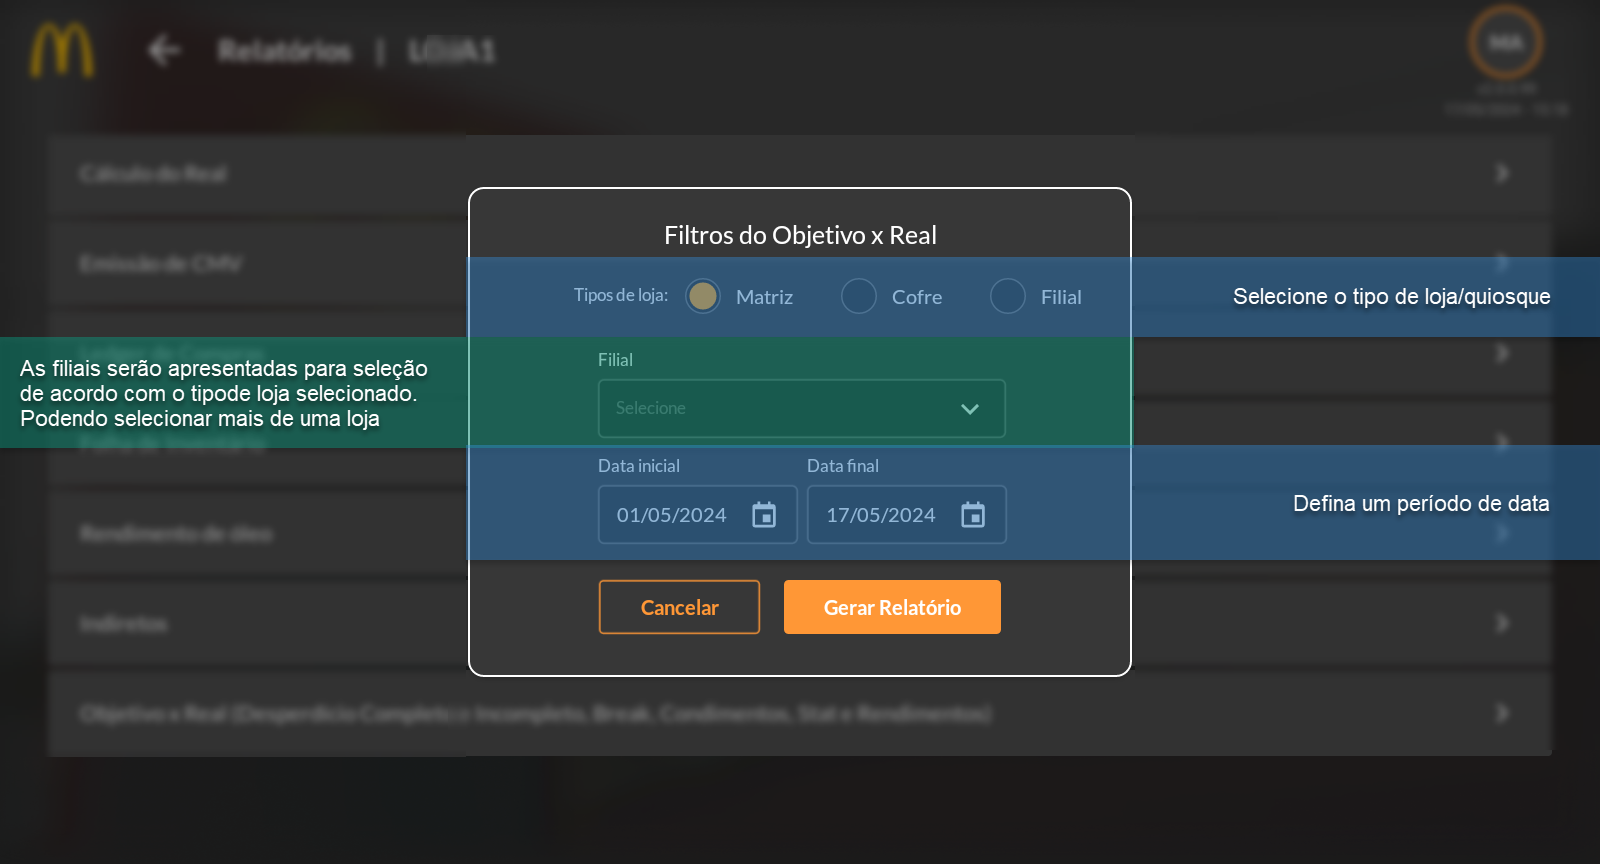 Relatórios | LOJA1
MA
Cálculo do Real
Emissão de CMV
Filtros do Objetivo x Real
Tipos de loja: Matriz Cofre Filial
Selecione o tipo de loja/quiosque
As filiais serão apresentadas para seleção
de acordo com o tipode loja selecionado.
Podendo selecionar mais de uma loja
Filial
Selecione
Folha de Inventário
Data inicial Data final
01/05/2024 17/05/2024
Defina um período de data
Rendimento de óleo
Cancelar Gerar Relatório
Indiretos
Objetivo x Real (Desperdício Completo e Incompleto, Break, Condimentos, Stat e Rendimentos)